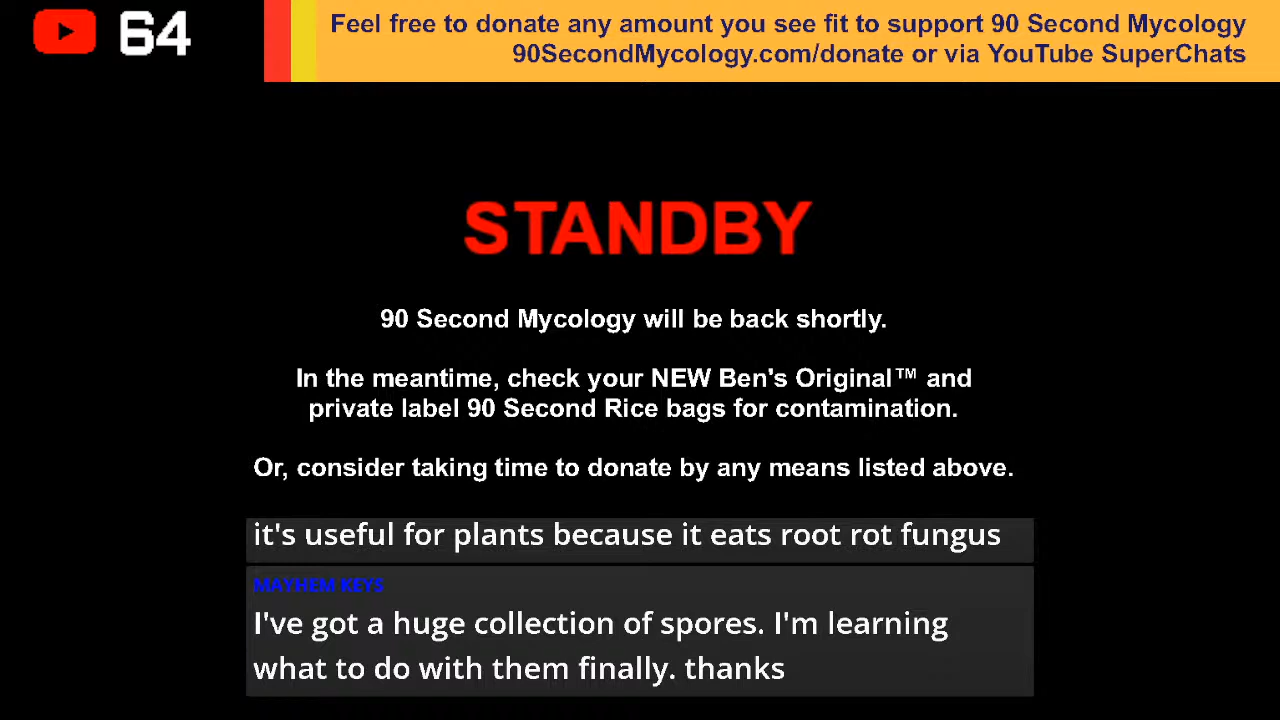 64
Feel free to donate any amount you see fit to support 90 Second Mycology
90SecondMycology.com/donate or via YouTube SuperChats
STANDBY
90 Second Mycology will be back shortly.
In the meantime, check your NEW Ben's Original™ and
private label 90 Second Rice bags for contamination.
Or, consider taking time to donate by any means listed above.
it's useful for plants because it eats root rot fungus
MAYHEM KEYS
I've got a huge collection of spores. I'm learning
what to do with them finally. thanks